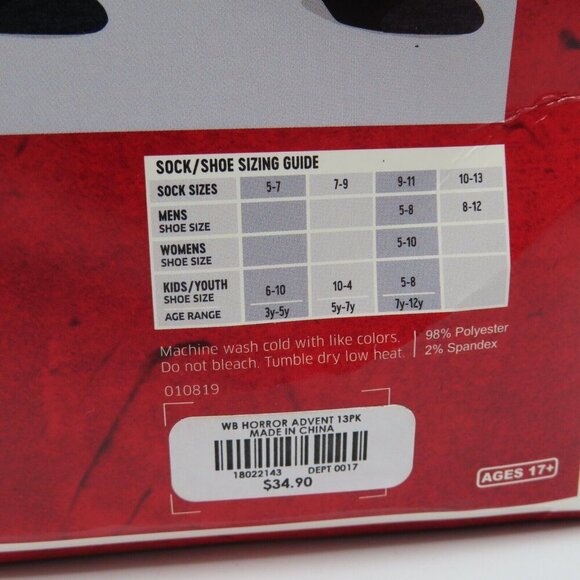 SOCK/SHOE SIZING GUIDE
SOCK SIZES 5-7 7-9 9-11 10-13
MENS SHOE SIZE 5-8 8-12
WOMENS SHOE SIZE 5-10
KIDS/YOUTH SHOE SIZE 6-10 10-4 5-8
AGE RANGE 3y-5y 5y-7y 7y-12y
Machine wash cold with like colors.
Do not bleach. Tumble dry low heat.
98% Polyester
2% Spandex
010819
WB HORROR ADVENT 13PK
MADE IN CHINA
18022143 DEPT 0017
$34.90
AGES 17+